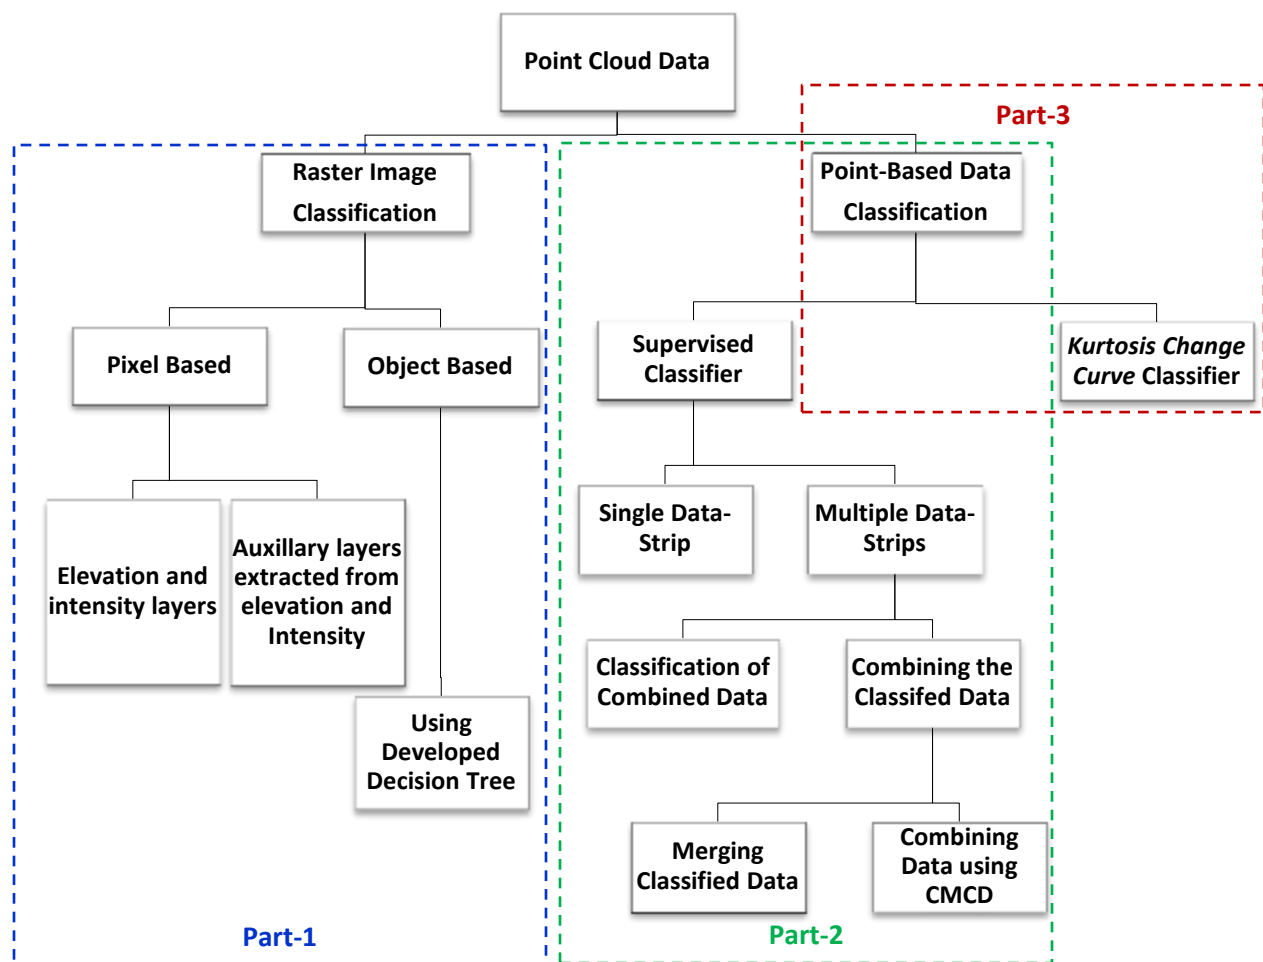 Point Cloud Data
Part-3
Raster Image
Classification
Point-Based Data
Classification
Pixel Based
Object Based
Supervised
Classifier
Kurtosis Change
Curve Classifier
Elevation and
intensity layers
Auxillary layers
extracted from
elevation and
Intensity
Single Data-
Strip
Multiple Data-
Strips
Using
Developed
Decision Tree
Classification of
Combined Data
Combining the
Classifed Data
Merging
Classified Data
Combining
Data using
CMCD
Part-1
Part-2